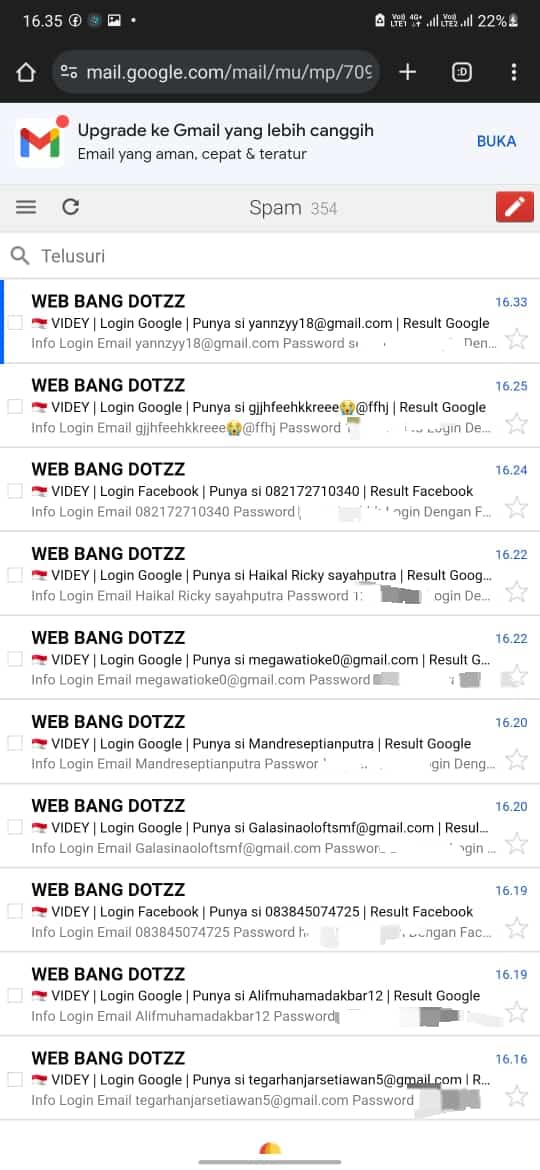 16.35 22%
mail.google.com/mail/mu/mp/709
Upgrade ke Gmail yang lebih canggih
Email yang aman, cepat & teratur
BUKA
Spam 354
Telusuri
WEB BANG DOTZZ 16.33
🇮🇩 VIDEY | Login Google | Punya si yannzyy18@gmail.com | Result Google
Info Login Email yannzyy18@gmail.com Password Den...
WEB BANG DOTZZ 16.25
🇮🇩 VIDEY | Login Google | Punya si gjjhfeehkkreee😭@ffhj | Result Google
Info Login Email gjjhfeehkkreee😭@ffhj Password Login De...
WEB BANG DOTZZ 16.24
🇮🇩 VIDEY | Login Facebook | Punya si 082172710340 | Result Facebook
Info Login Email 082172710340 Password Login Dengan F...
WEB BANG DOTZZ 16.22
🇮🇩 VIDEY | Login Google | Punya si Haikal Ricky sayahputra | Result Goog...
Info Login Email Haikal Ricky sayahputra Password ogin De...
WEB BANG DOTZZ 16.22
🇮🇩 VIDEY | Login Google | Punya si megawatioke0@gmail.com | Result G...
Info Login Email megawatioke0@gmail.com Password
WEB BANG DOTZZ 16.20
🇮🇩 VIDEY | Login Google | Punya si Mandreseptianputra | Result Google
Info Login Email Mandreseptianputra Passwor gin Deng...
WEB BANG DOTZZ 16.20
🇮🇩 VIDEY | Login Google | Punya si Galasinaoloftsmf@gmail.com | Resul...
Info Login Email Galasinaoloftsmf@gmail.com Passwor ogin ...
WEB BANG DOTZZ 16.19
🇮🇩 VIDEY | Login Facebook | Punya si 083845074725 | Result Facebook
Info Login Email 083845074725 Password Dengan Fac...
WEB BANG DOTZZ 16.19
🇮🇩 VIDEY | Login Google | Punya si Alifmuhamadakbar12 | Result Google
Info Login Email Alifmuhamadakbar12 Password
WEB BANG DOTZZ 16.16
🇮🇩 VIDEY | Login Google | Punya si tegarhanjarsetiawan5@gmail.com | R...
Info Login Email tegarhanjarsetiawan5@gmail.com Password